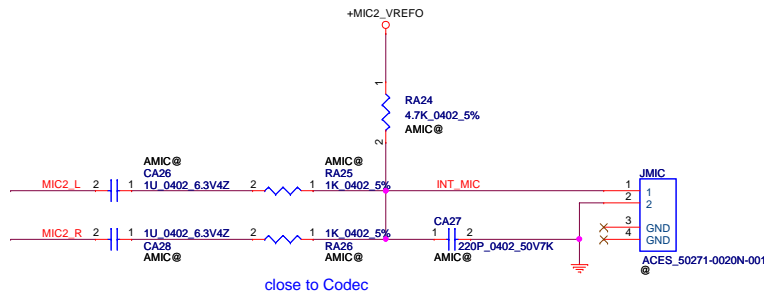 +MIC2_VREFO
1
RA24
4.7K_0402_5%
AMIC@
2
AMIC@
CA26
1U_0402_6.3V4Z
AMIC@
RA25
1K_0402_5%
MIC2_L 2 1 2 1 INT_MIC
JMIC
1 1
2 2
3 GND
4 GND
ACES_50271-0020N-001
@
MIC2_R 2 1 2 1
1U_0402_6.3V4Z
CA28
AMIC@
1K_0402_5%
RA26
AMIC@
CA27
1 2
220P_0402_50V7K
AMIC@
close to Codec